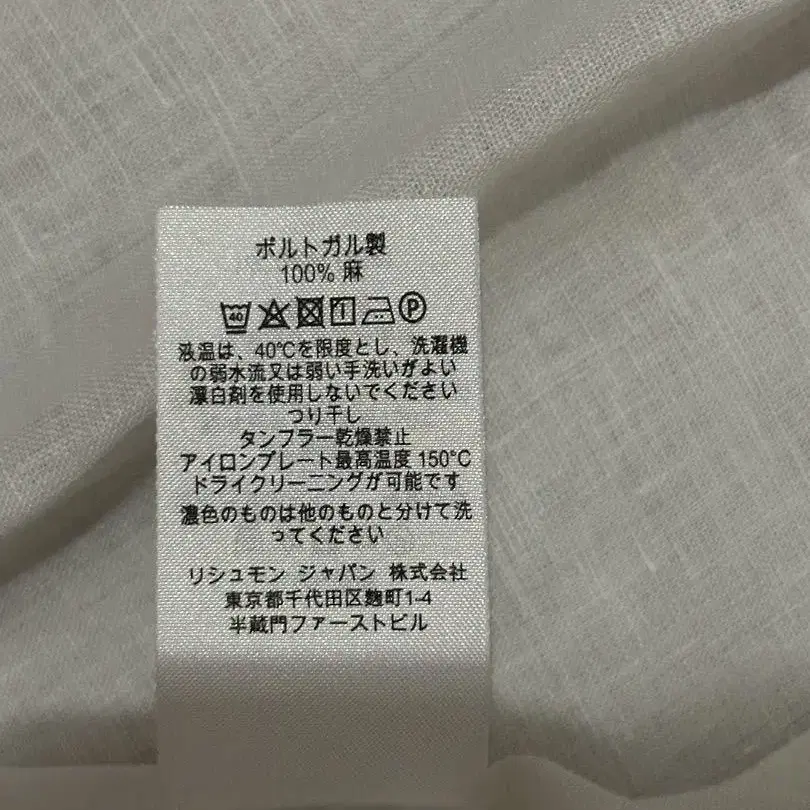 ポルトガル製
100% 麻
40 P
液温は、40℃を限度とし、洗濯機
の弱水流又は弱い手洗いがよい
漂白剤を使用しないでください
つり干し
タンブラー乾燥禁止
アイロンプレート最高温度 150℃
ドライクリーニングが可能です
濃色のものは他のものと分けて洗
ってください
リシュモン ジャパン 株式会社
東京都千代田区麹町1-4
半蔵門ファーストビル